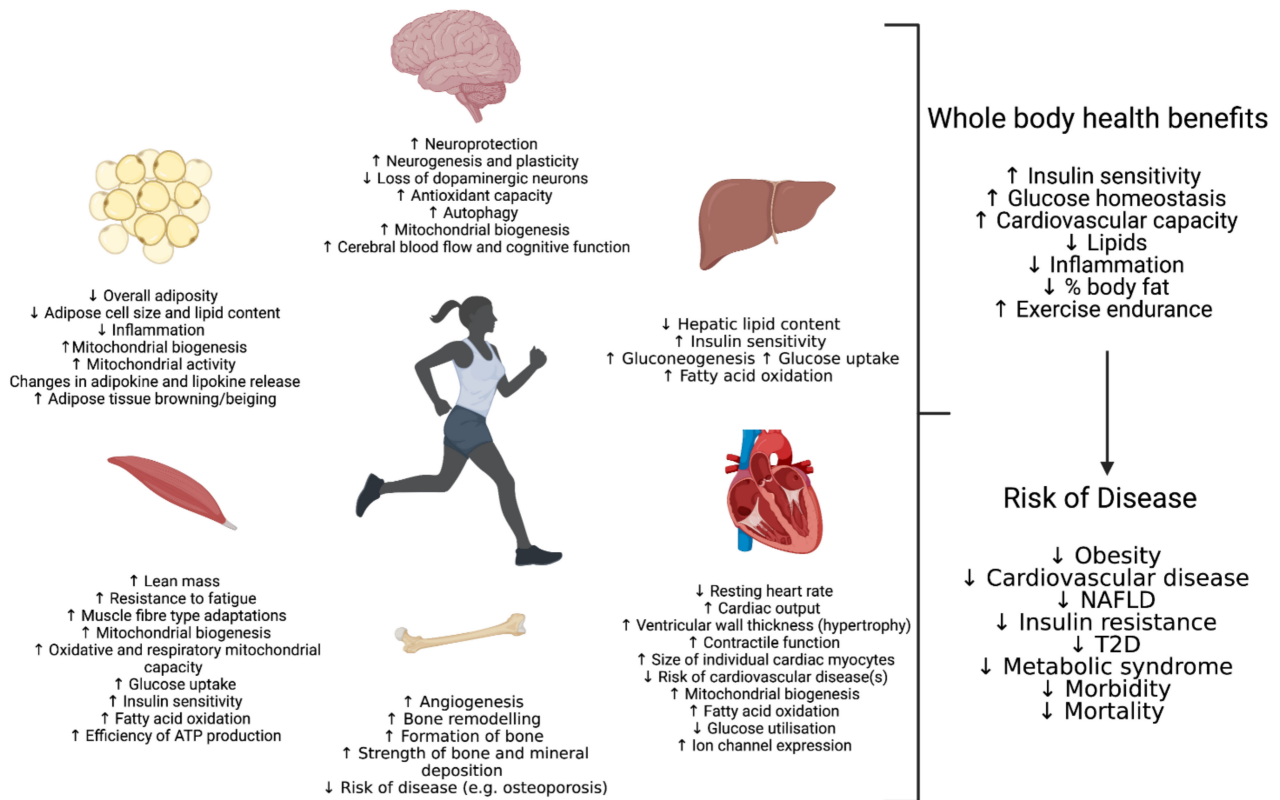 ↑ Neuroprotection
↑ Neurogenesis and plasticity
↓ Loss of dopaminergic neurons
↑ Antioxidant capacity
↑ Autophagy
↑ Mitochondrial biogenesis
↑ Cerebral blood flow and cognitive function
↓ Overall adiposity
↓ Adipose cell size and lipid content
↓ Inflammation
↑Mitochondrial biogenesis
↑ Mitochondrial activity
Changes in adipokine and lipokine release
↑ Adipose tissue browning/beiging
↓ Hepatic lipid content
↑ Insulin sensitivity
↑ Gluconeogenesis ↑ Glucose uptake
↑ Fatty acid oxidation
↑ Lean mass
↑ Resistance to fatigue
↑ Muscle fibre type adaptations
↑ Mitochondrial biogenesis
↑ Oxidative and respiratory mitochondrial
capacity
↑ Glucose uptake
↑ Insulin sensitivity
↑ Fatty acid oxidation
↑ Efficiency of ATP production
↑ Angiogenesis
↑ Bone remodelling
↑ Formation of bone
↑ Strength of bone and mineral
deposition
↓ Risk of disease (e.g. osteoporosis)
↓ Resting heart rate
↑ Cardiac output
↑ Ventricular wall thickness (hypertrophy)
↑ Contractile function
↑ Size of individual cardiac myocytes
↓ Risk of cardiovascular disease(s)
↑ Mitochondrial biogenesis
↑ Fatty acid oxidation
↓ Glucose utilisation
↑ Ion channel expression
Whole body health benefits
↑ Insulin sensitivity
↑ Glucose homeostasis
↑ Cardiovascular capacity
↓ Lipids
↓ Inflammation
↓ % body fat
↑ Exercise endurance
Risk of Disease
↓ Obesity
↓ Cardiovascular disease
↓ NAFLD
↓ Insulin resistance
↓ T2D
↓ Metabolic syndrome
↓ Morbidity
↓ Mortality